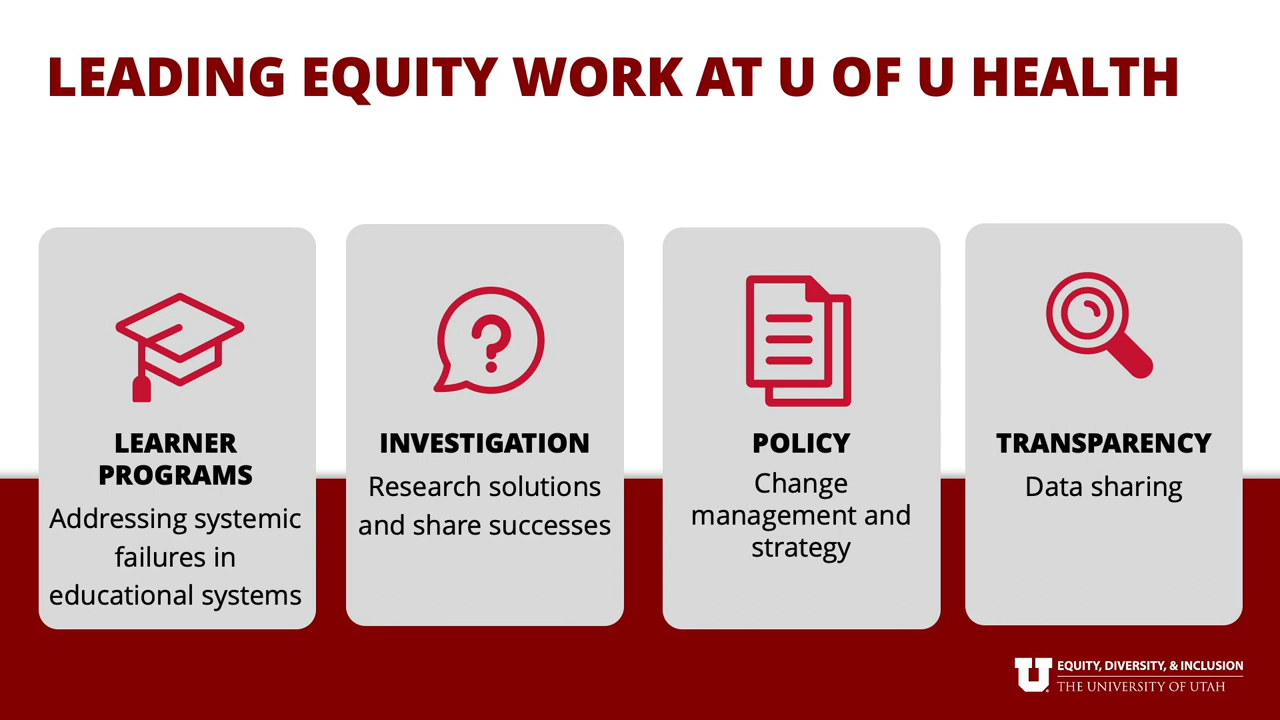 LEADING EQUITY WORK AT U OF U HEALTH
LEARNER
PROGRAMS
Addressing systemic
failures in
educational systems
INVESTIGATION
Research solutions
and share successes
POLICY
Change
management and
strategy
TRANSPARENCY
Data sharing
U EQUITY, DIVERSITY, & INCLUSION
THE UNIVERSITY OF UTAH